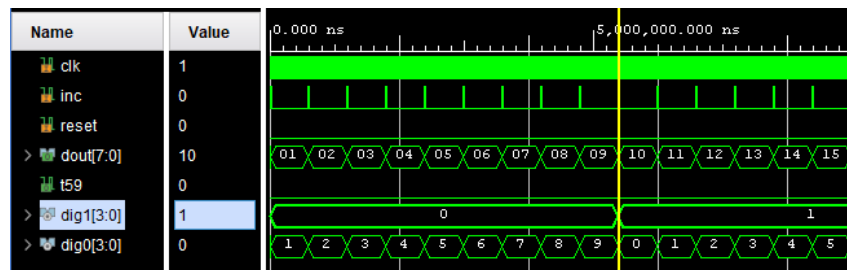 Name Value 0.000 ns 5,000,000.000 ns
clk 1
inc 0
reset 0
> dout[7:0] 10 01 02 03 04 05 06 07 08 09 10 11 12 13 14 15
t59 0
> dig1[3:0] 1 0 1
> dig0[3:0] 0 1 2 3 4 5 6 7 8 9 0 1 2 3 4 5